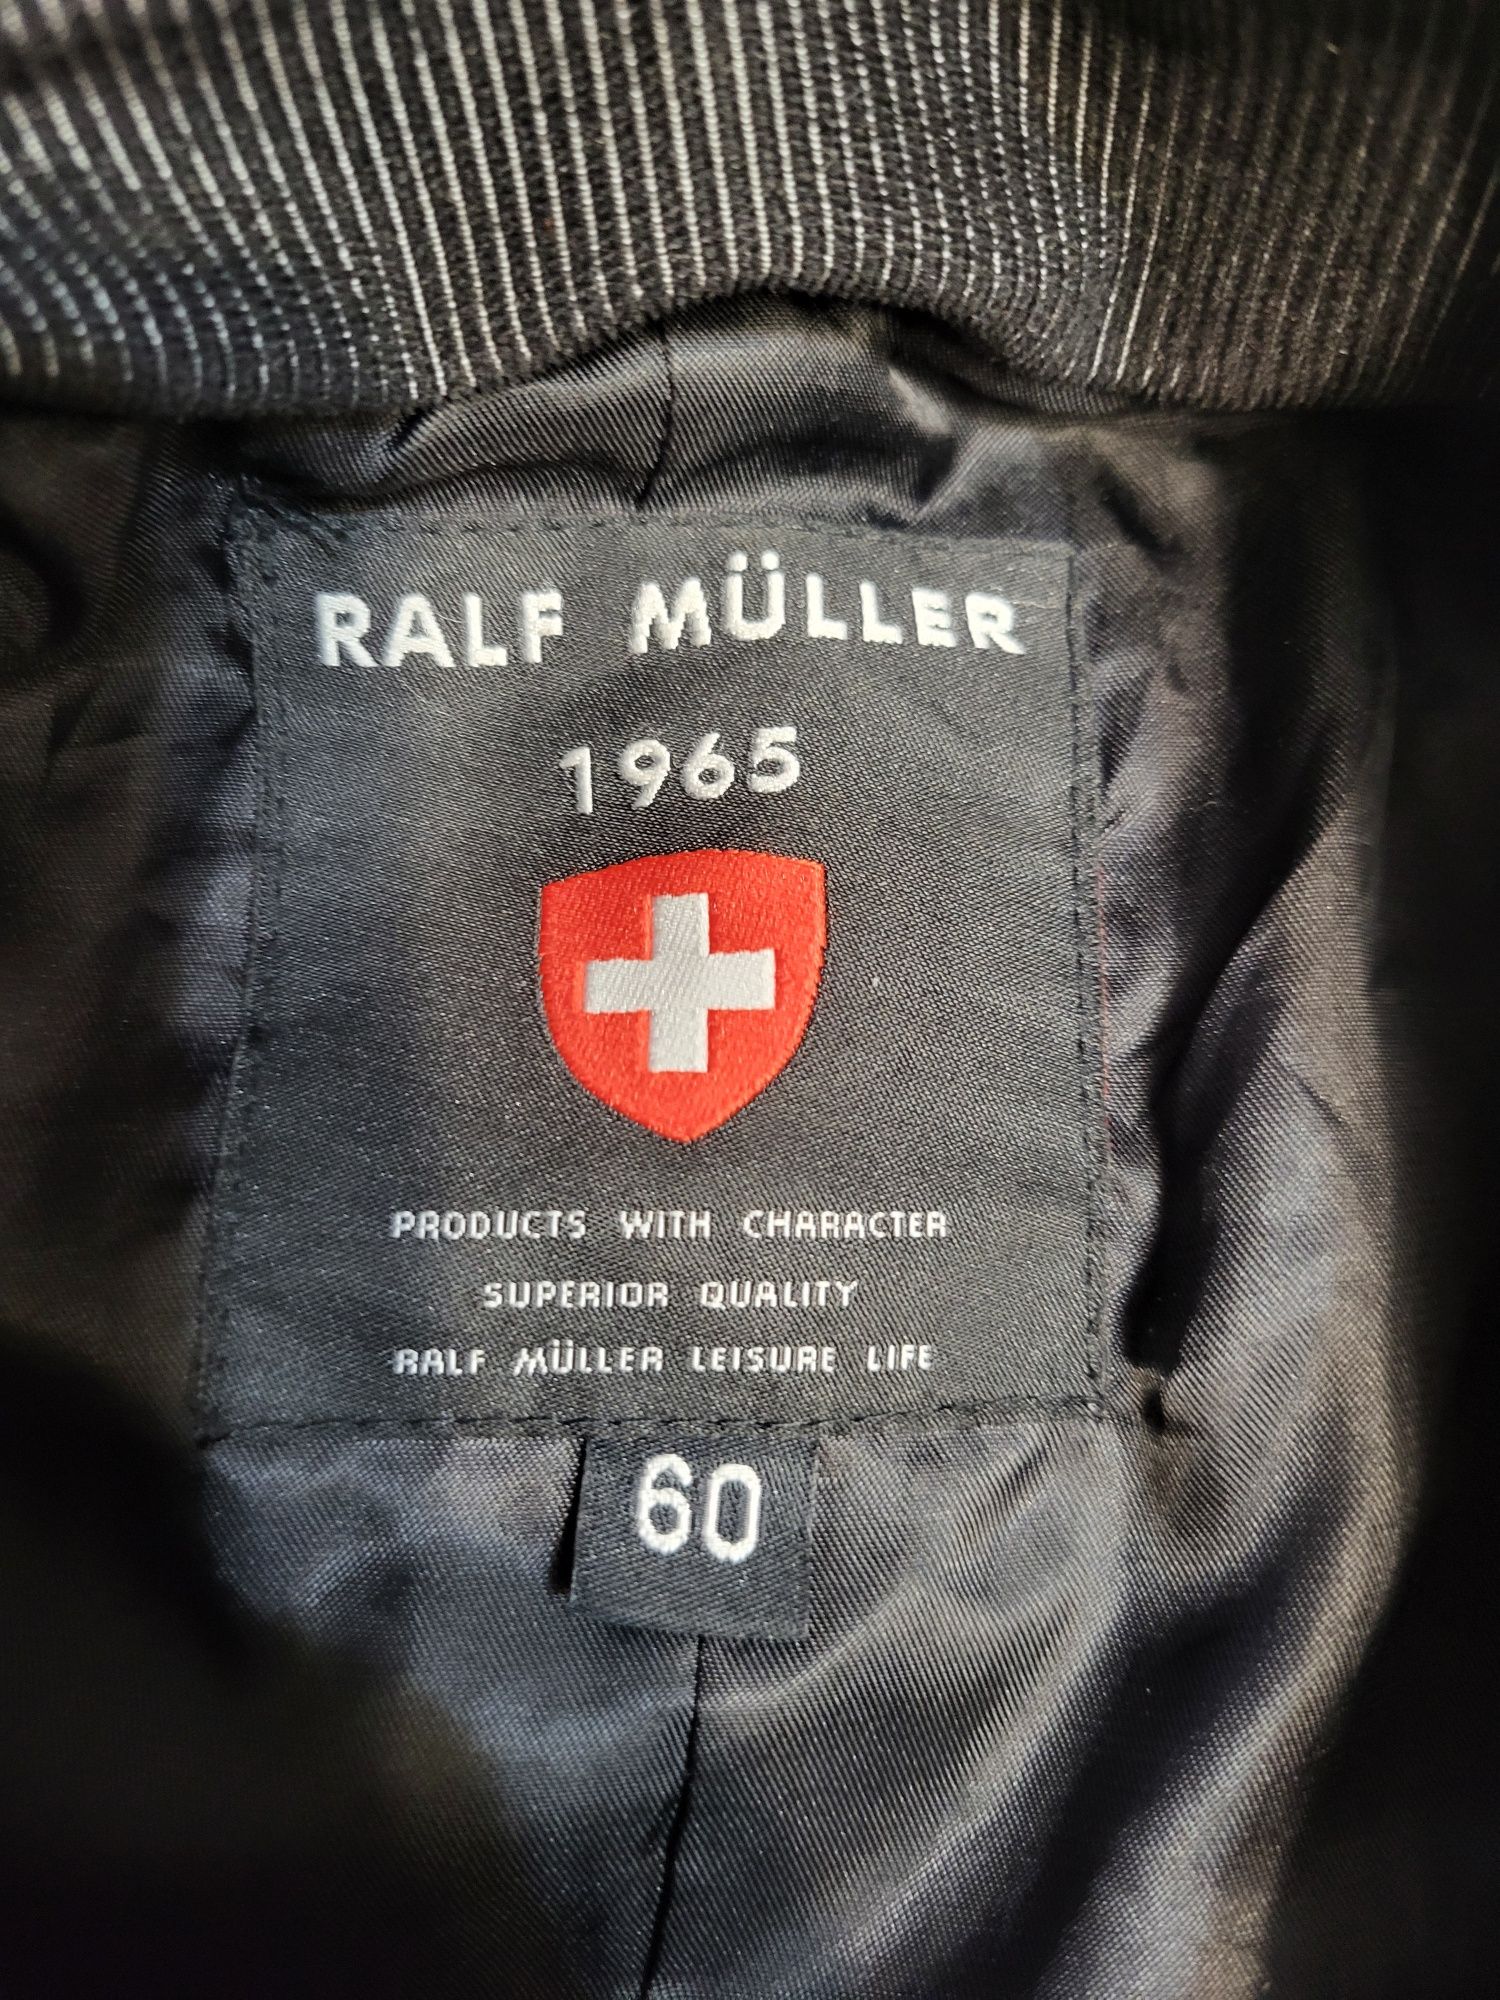 RALF MÜLLER
1965
PRODUCTS WITH CHARACTER
SUPERIOR QUALITY
RALF MÜLLER LEISURE LIFE
60